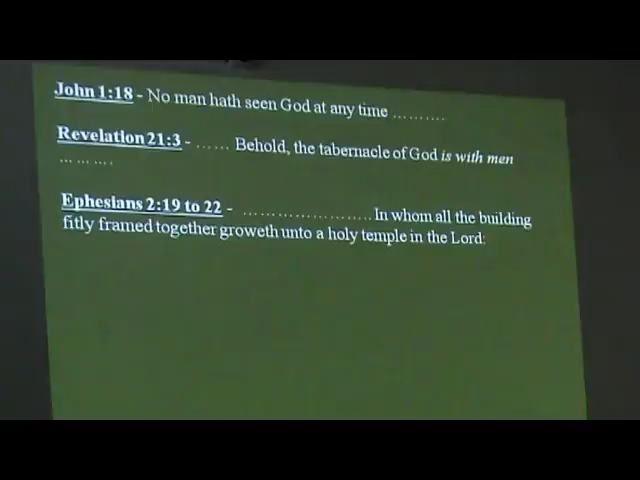 John 1:18 - No man hath seen God at any time ……….
Revelation 21:3 - …… Behold, the tabernacle of God is with men
……….
Ephesians 2:19 to 22 - ………………….. In whom all the building
fitly framed together groweth unto a holy temple in the Lord: